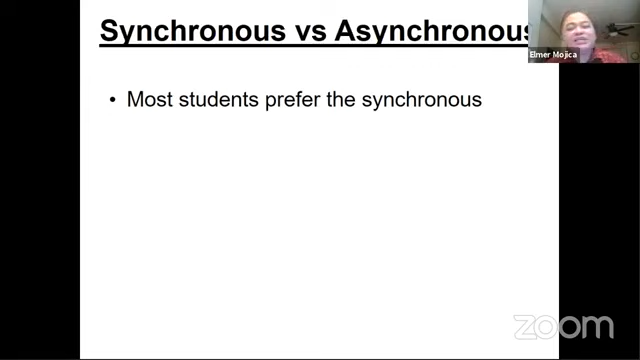 Synchronous vs Asynchronous
Elmer Mojica
• Most students prefer the synchronous
zoom